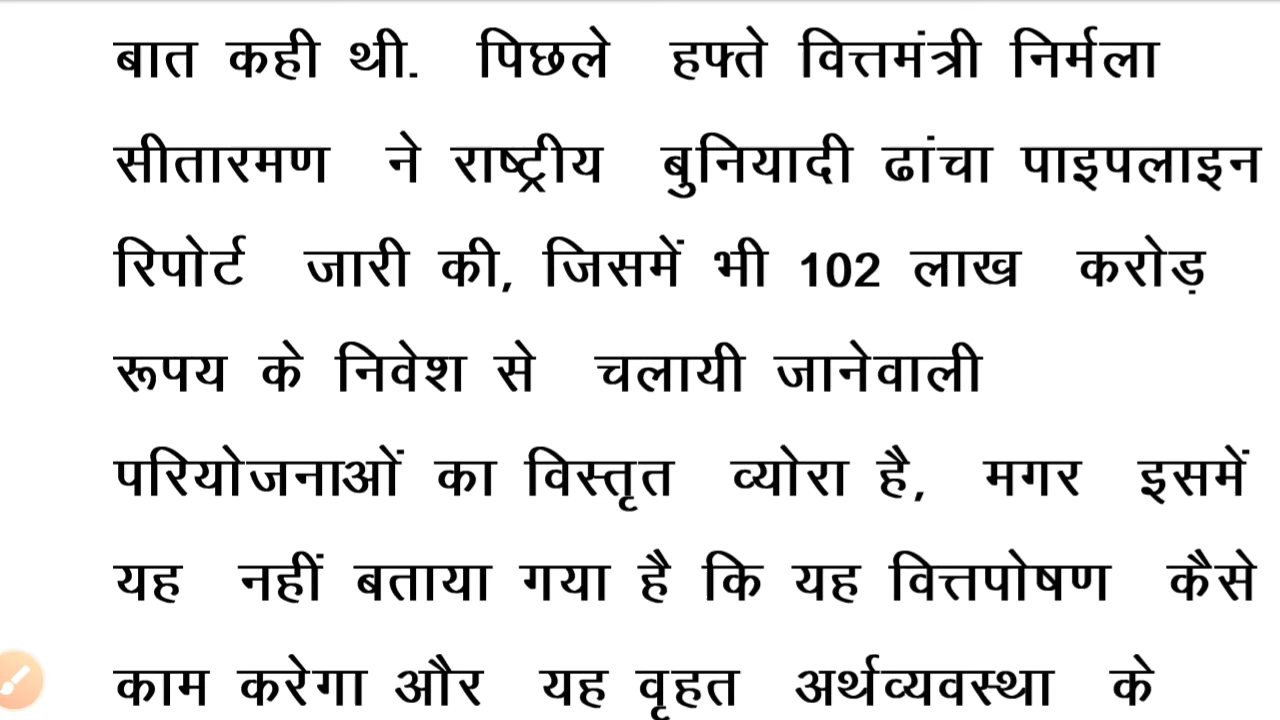 बात कही थी. पिछले हफ्ते वित्तमंत्री निर्मला
सीतारमण ने राष्ट्रीय बुनियादी ढांचा पाइपलाइन
रिपोर्ट जारी की, जिसमें भी 102 लाख करोड़
रूपय के निवेश से चलायी जानेवाली
परियोजनाओं का विस्तृत व्योरा है, मगर इसमें
यह नहीं बताया गया है कि यह वित्तपोषण कैसे
काम करेगा और यह वृहत अर्थव्यवस्था के